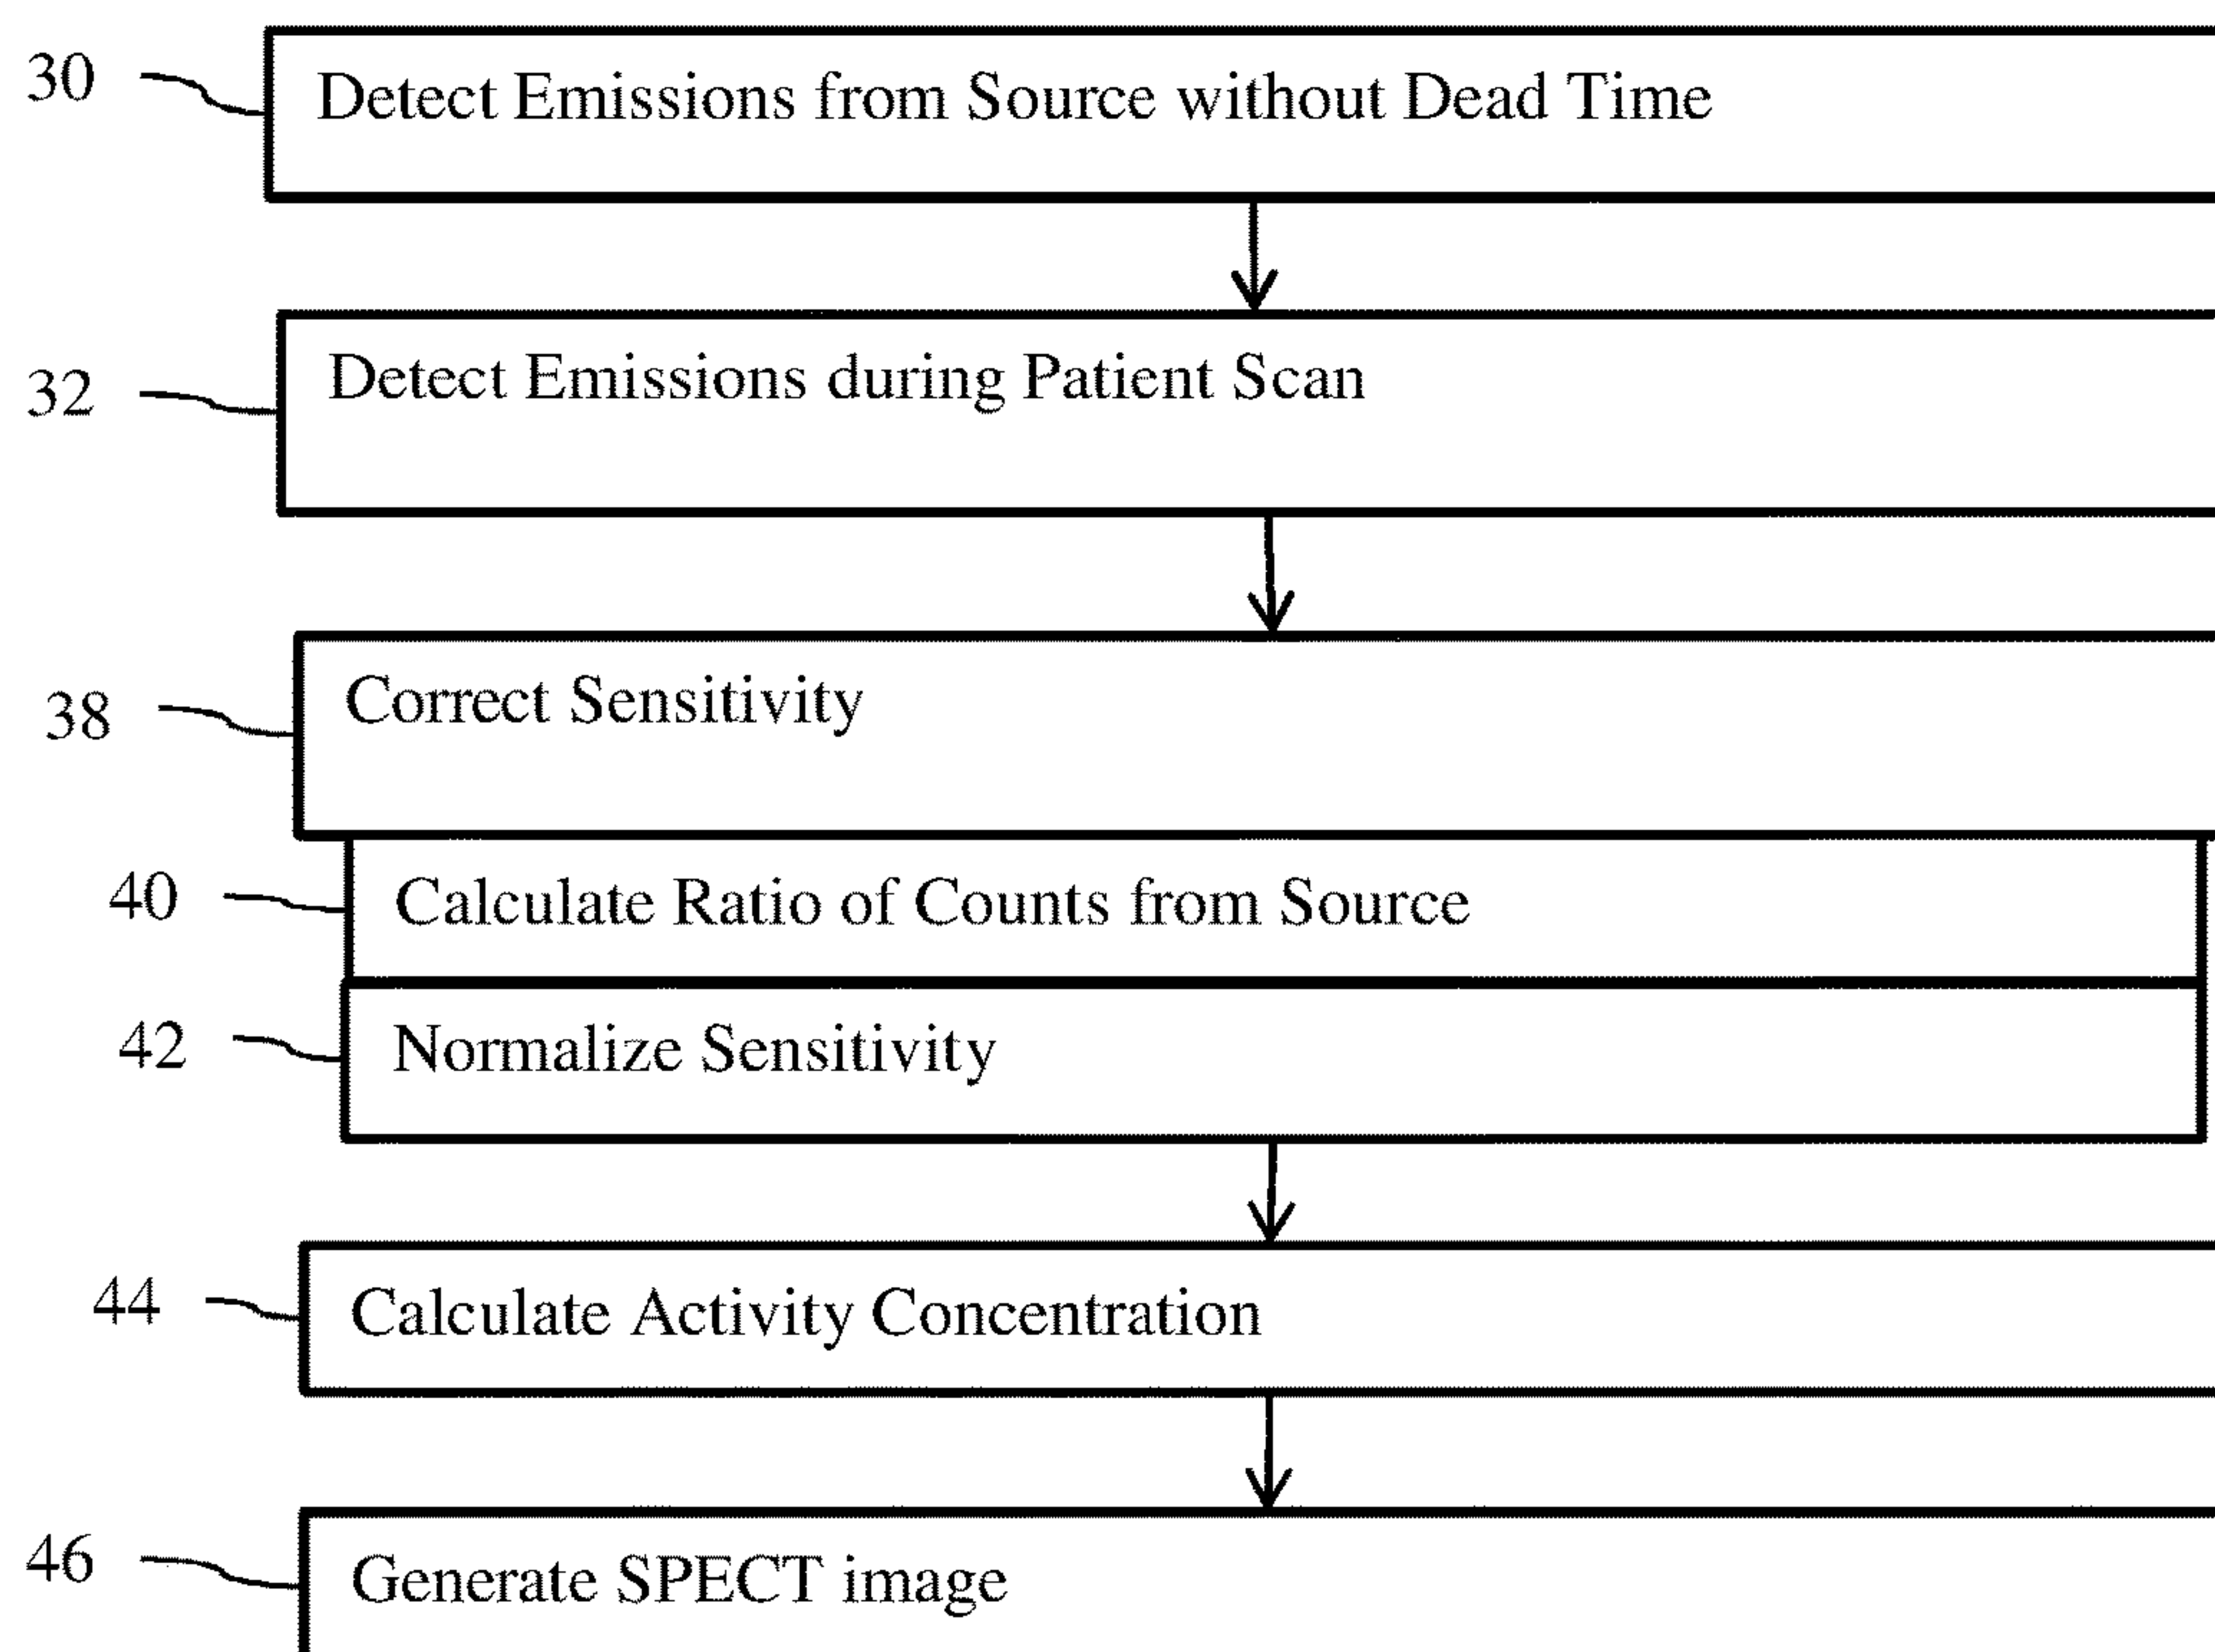 30 Detect Emissions from Source without Dead Time
32 Detect Emissions during Patient Scan
38 Correct Sensitivity
40 Calculate Ratio of Counts from Source
42 Normalize Sensitivity
44 Calculate Activity Concentration
46 Generate SPECT image